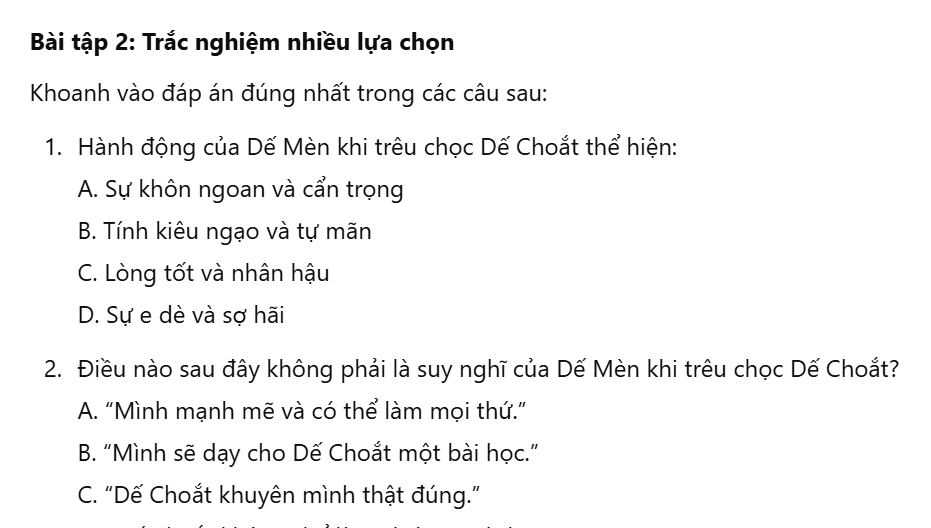 Bài tập 2: Trắc nghiệm nhiều lựa chọn
Khoanh vào đáp án đúng nhất trong các câu sau:
1. Hành động của Dế Mèn khi trêu chọc Dế Choắt thể hiện:
A. Sự khôn ngoan và cẩn trọng
B. Tính kiêu ngạo và tự mãn
C. Lòng tốt và nhân hậu
D. Sự e dè và sợ hãi
2. Điều nào sau đây không phải là suy nghĩ của Dế Mèn khi trêu chọc Dế Choắt?
A. “Mình mạnh mẽ và có thể làm mọi thứ.”
B. “Mình sẽ dạy cho Dế Choắt một bài học.”
C. “Dế Choắt khuyên mình thật đúng.”